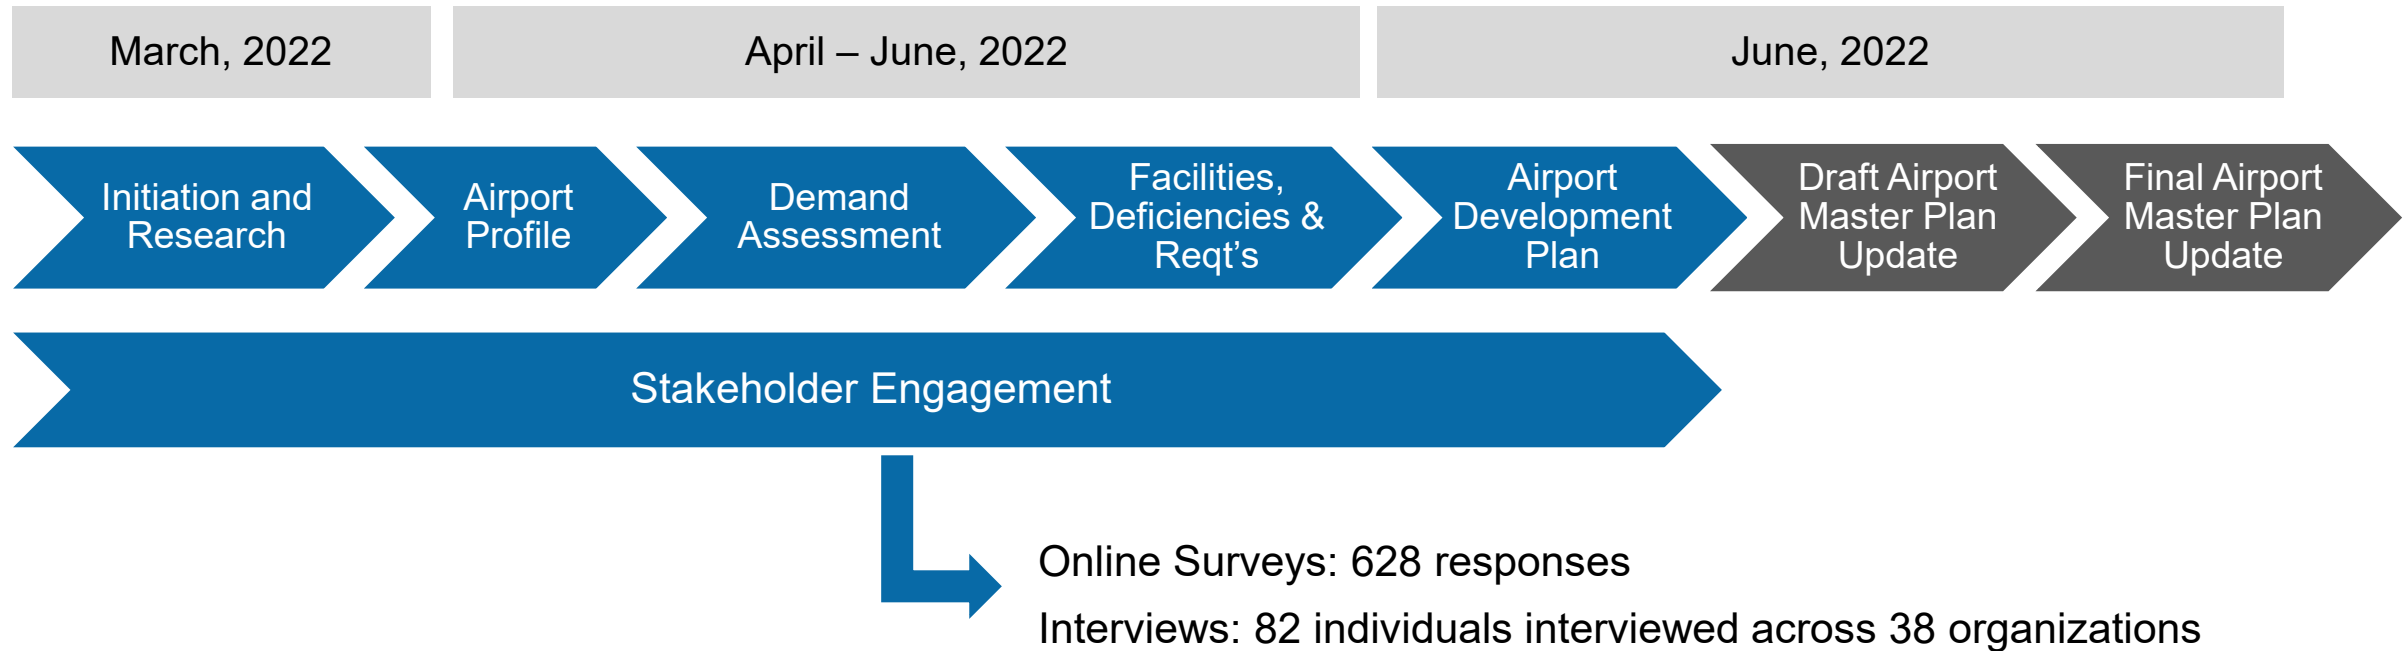 March, 2022
April – June, 2022
June, 2022
Initiation and
Research
Airport
Profile
Demand
Assessment
Facilities,
Deficiencies &
Reqt’s
Airport
Development
Plan
Draft Airport
Master Plan
Update
Final Airport
Master Plan
Update
Stakeholder Engagement
Online Surveys: 628 responses
Interviews: 82 individuals interviewed across 38 organizations